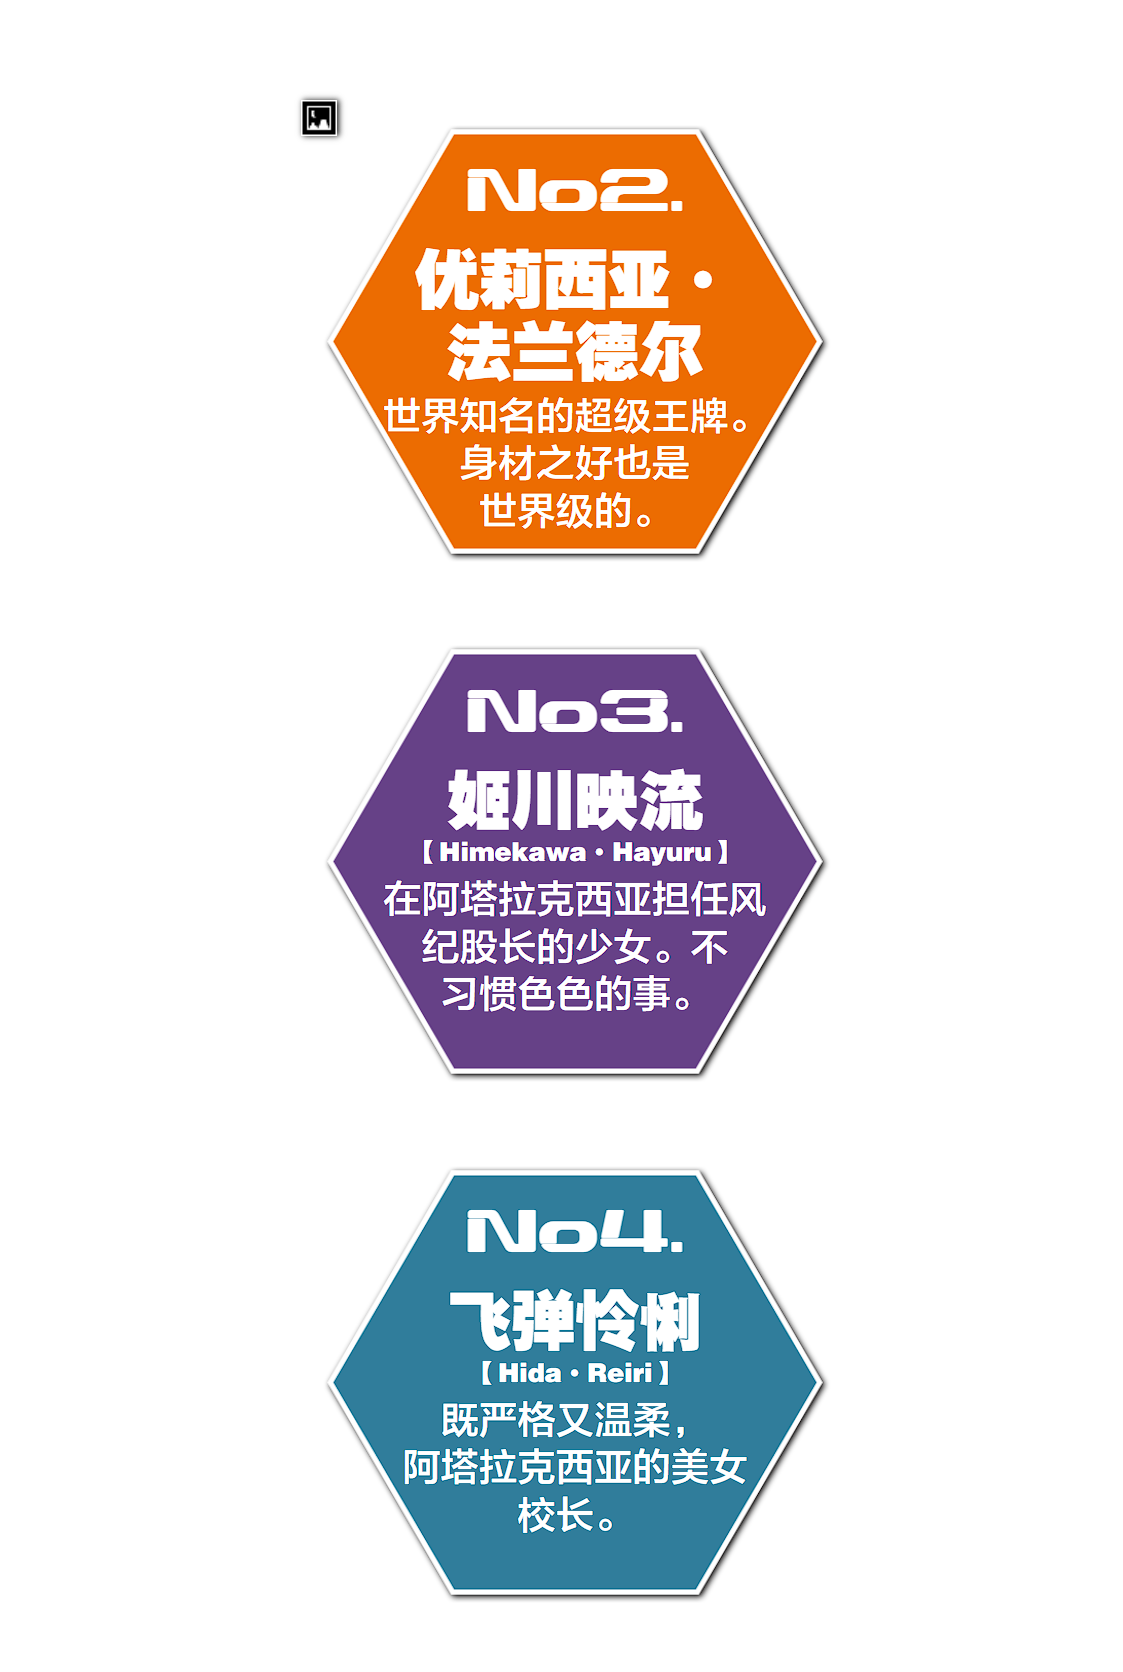 No2.
优莉西亚·
法兰德尔
世界知名的超级王牌。
身材之好也是
世界级的。
No3.
姬川映流
【Himekawa·Hayuru】
在阿塔拉克西亚担任风
纪股长的少女。不
习惯色色的事。
No4.
飞弹怜悧
【Hida·Reiri】
既严格又温柔，
阿塔拉克西亚的美女
校长。